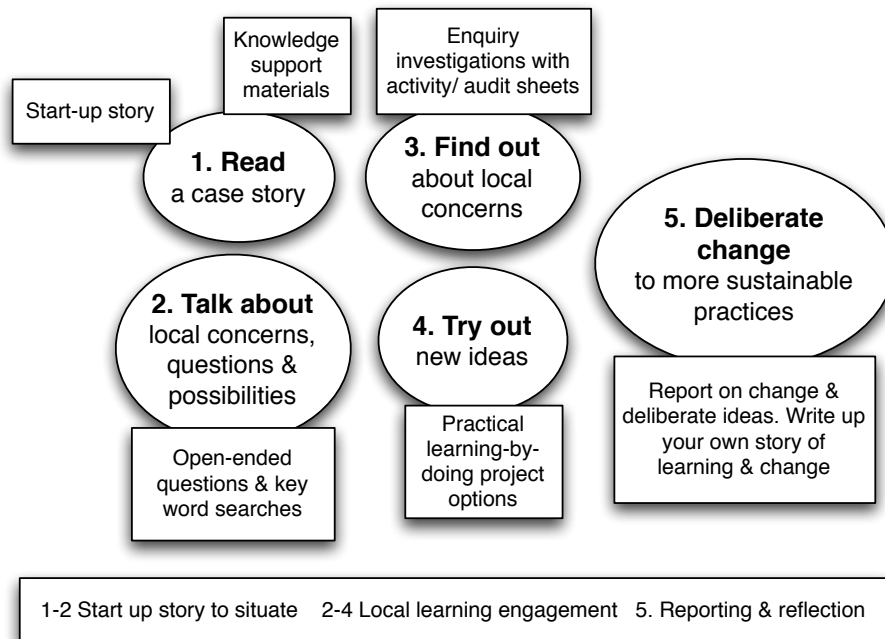 Start-up story
Knowledge
support
materials
1. Read
a case story
2. Talk about
local concerns,
questions &
possibilities
Open-ended
questions & key
word searches
Enquiry
investigations with
activity/ audit sheets
3. Find out
about local
concerns
4. Try out
new ideas
Practical
learning-by-
doing project
options
5. Deliberate
change
to more sustainable
practices
Report on change &
deliberate ideas. Write up
your own story of
learning & change
1-2 Start up story to situate 2-4 Local learning engagement 5. Reporting & reflection